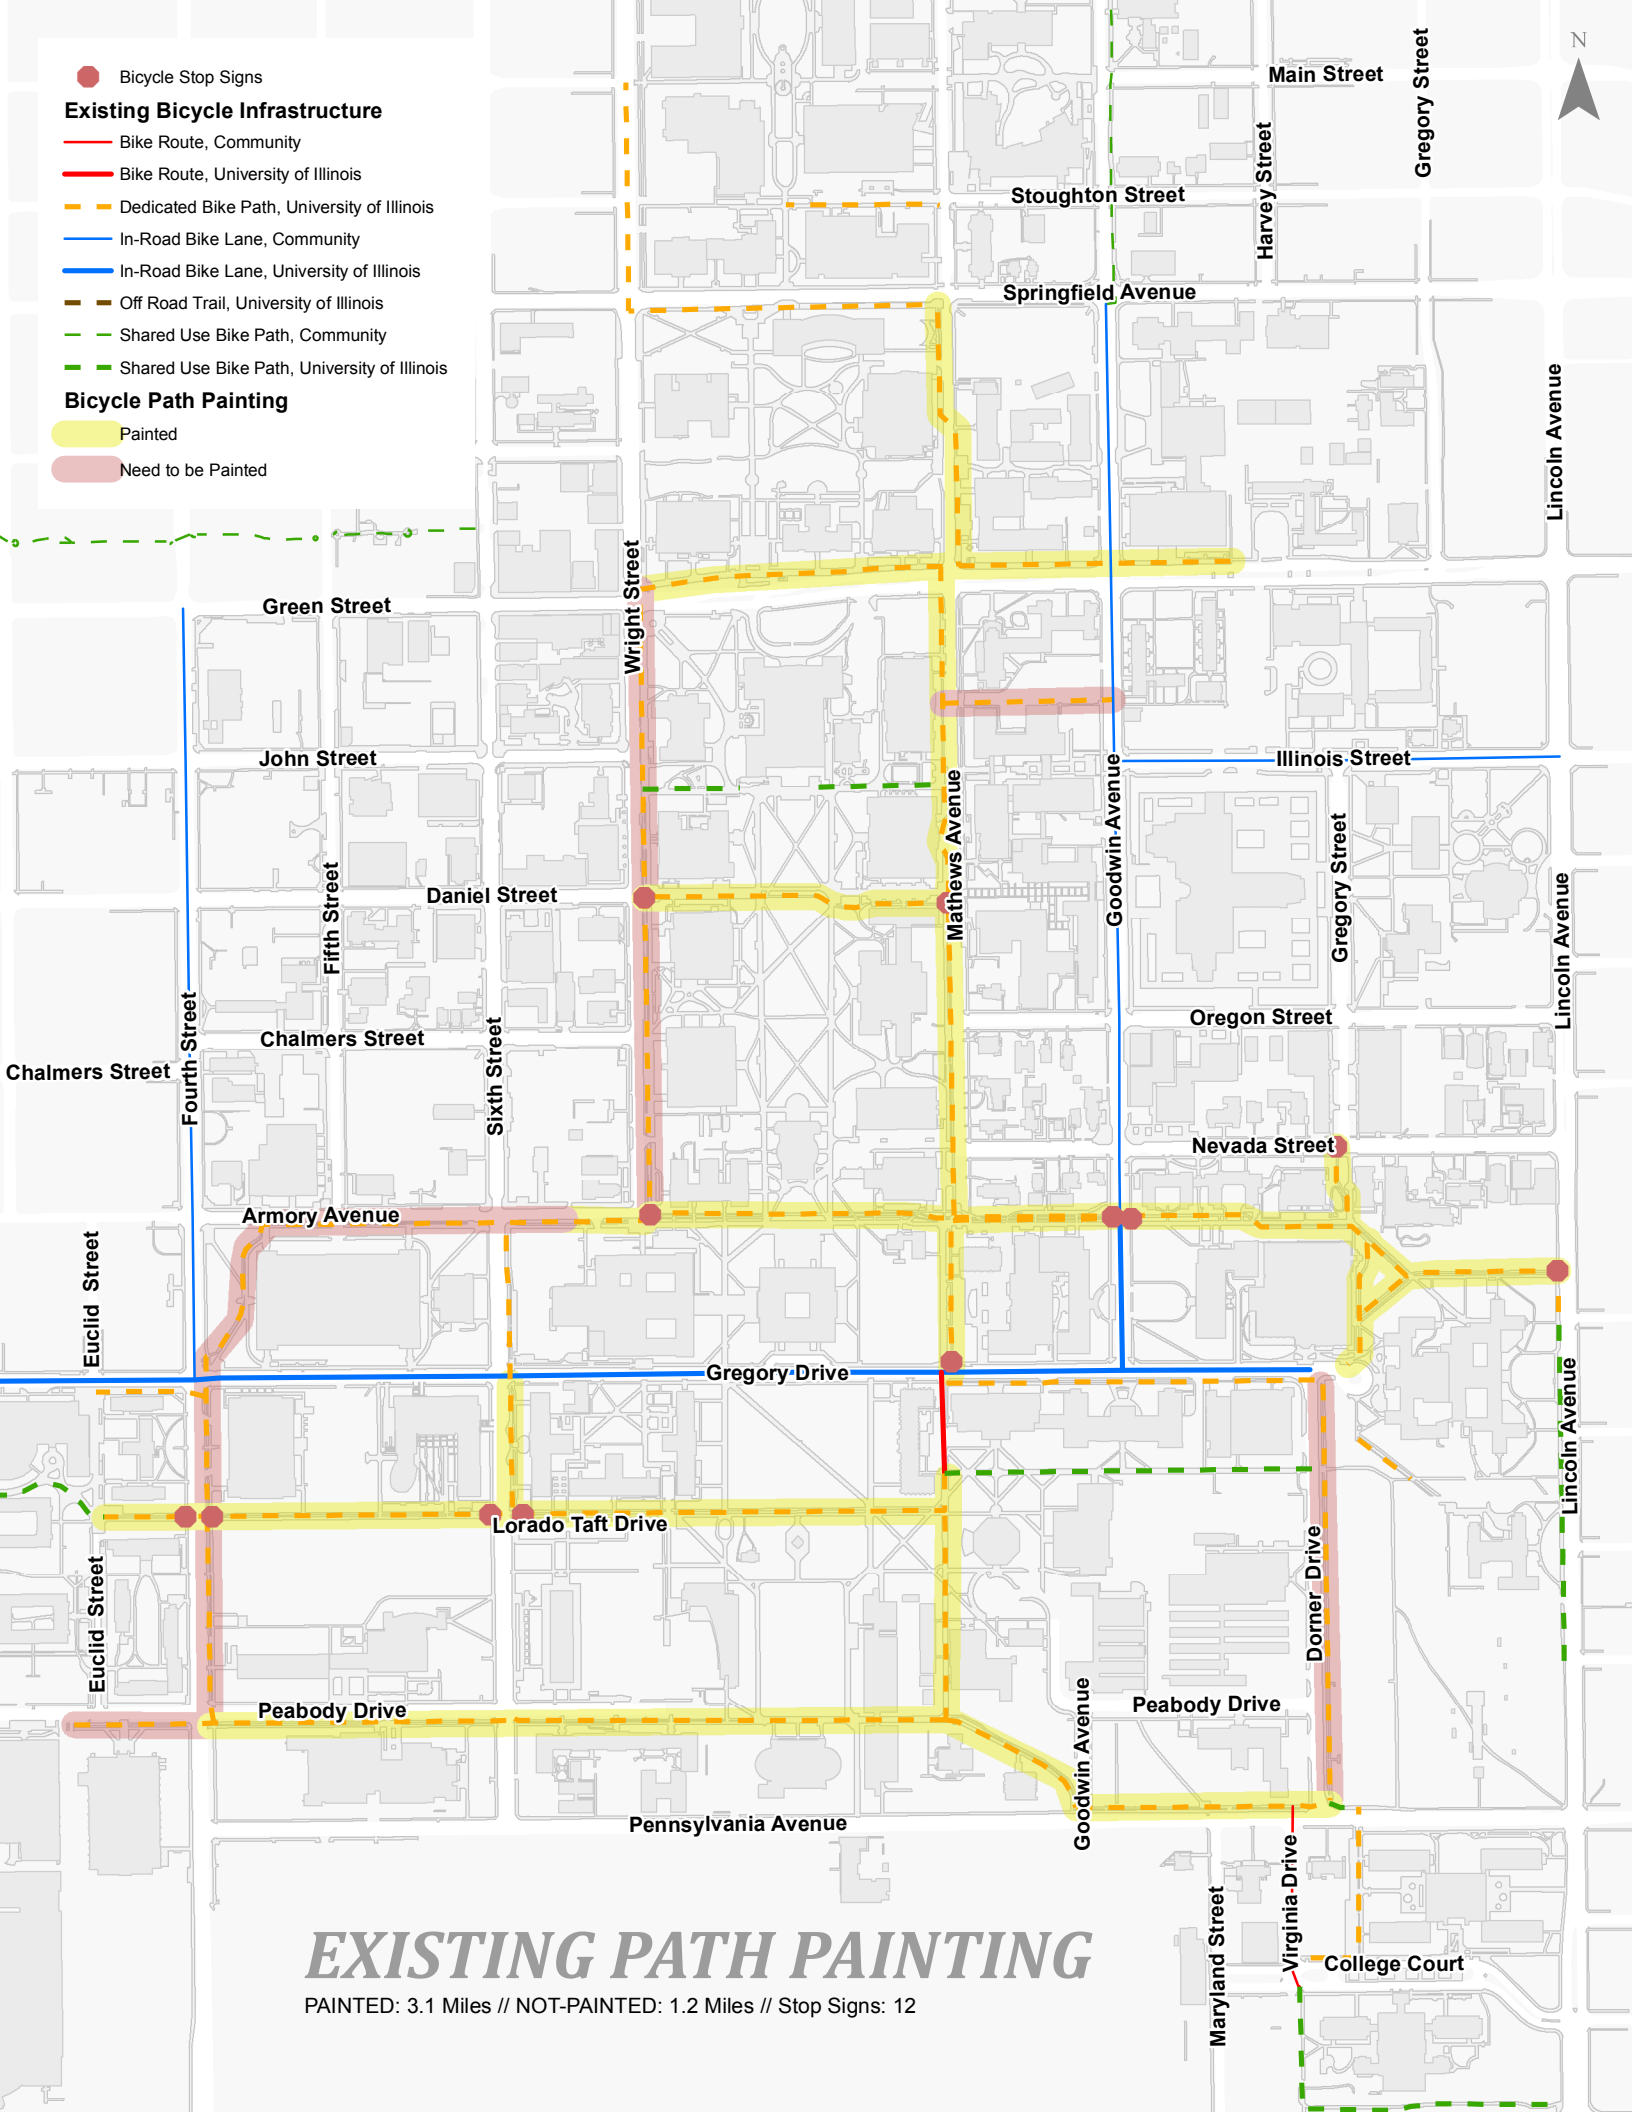 N
Bicycle Stop Signs
Existing Bicycle Infrastructure
Bike Route, Community
Bike Route, University of Illinois
Dedicated Bike Path, University of Illinois
In-Road Bike Lane, Community
In-Road Bike Lane, University of Illinois
Off Road Trail, University of Illinois
Shared Use Bike Path, Community
Shared Use Bike Path, University of Illinois
Bicycle Path Painting
Painted
Need to be Painted
Main Street
Gregory Street
Harvey Street
Stoughton Street
Springfield Avenue
Lincoln Avenue
Wright Street
Green Street
John Street
Illinois Street
Mathews Avenue
Goodwin Avenue
Gregory Street
Daniel Street
Fifth Street
Lincoln Avenue
Fourth Street
Oregon Street
Chalmers Street
Sixth Street
Chalmers Street
Nevada Street
Armory Avenue
Euclid Street
Gregory Drive
Lincoln Avenue
Lorado Taft Drive
Euclid Street
Dorner Drive
Peabody Drive
Peabody Drive
Goodwin Avenue
Pennsylvania Avenue
Virginia Drive
Maryland Street
College Court
EXISTING PATH PAINTING
PAINTED: 3.1 Miles // NOT-PAINTED: 1.2 Miles // Stop Signs: 12